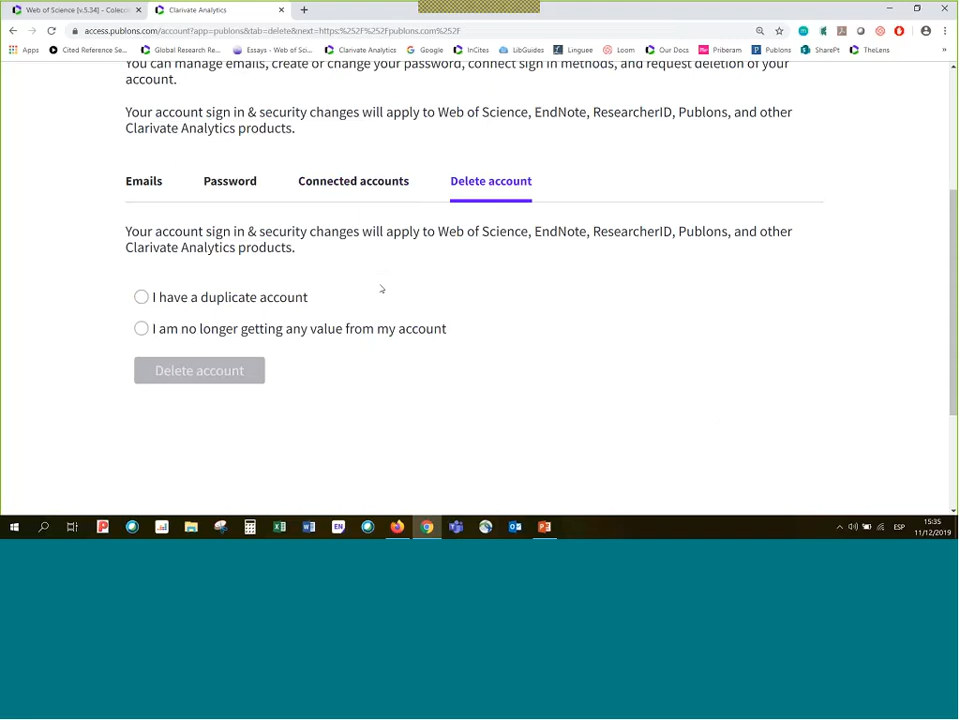 Web of Science [v.5.34] - Colecc
Clarivate Analytics
access.publons.com/account?app=publons&tab=delete&next=https:%252F%252Fpublons.com%252F
Apps
Cited Reference Se...
Global Research Re...
Essays - Web of Sci...
Clarivate Analytics
Google
InCites
LibGuides
Linguee
Loom
Our Docs
Priberam
Publons
SharePt
TheLens
»
You can manage emails, create or change your password, connect sign in methods, and request deletion of your
account.
Your account sign in & security changes will apply to Web of Science, EndNote, ResearcherID, Publons, and other
Clarivate Analytics products.
Emails Password Connected accounts Delete account
Your account sign in & security changes will apply to Web of Science, EndNote, ResearcherID, Publons, and other
Clarivate Analytics products.
I have a duplicate account
I am no longer getting any value from my account
Delete account
EN
ESP
15:35
11/12/2019